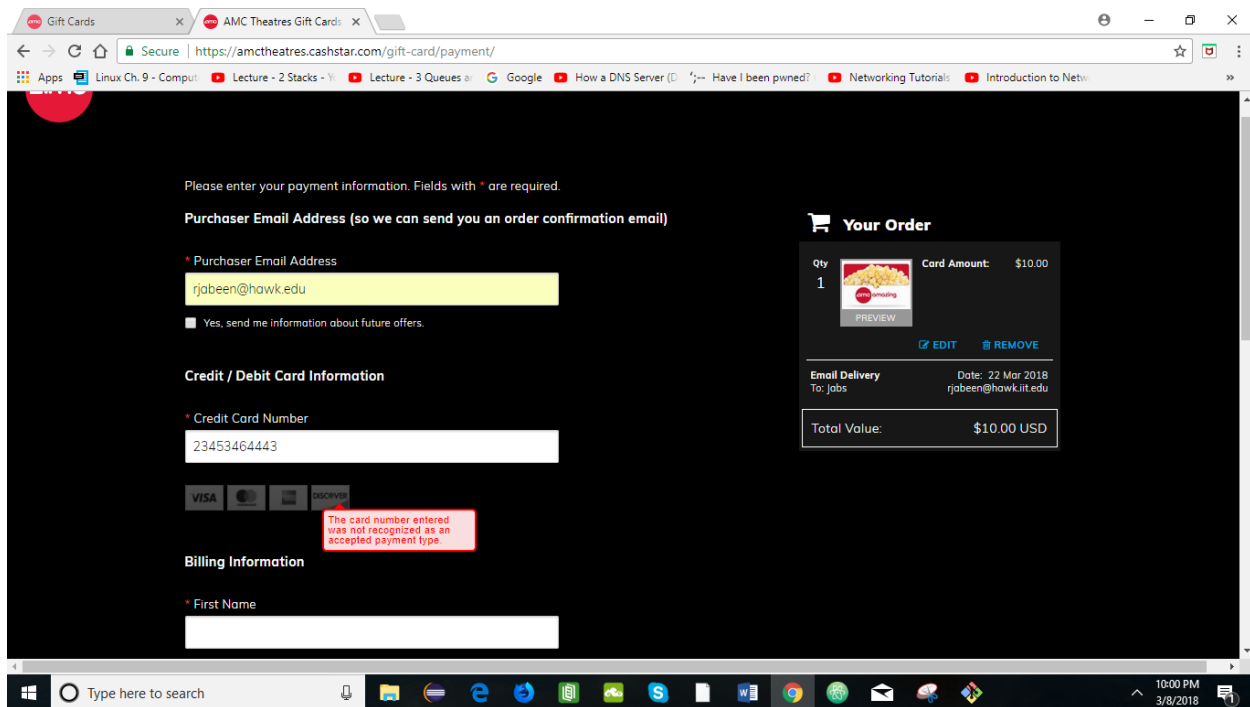 Gift Cards
AMC Theatres Gift Cards
Secure | https://amctheatres.cashstar.com/gift-card/payment/
Apps Linux Ch. 9 - Comput Lecture - 2 Stacks - Lecture - 3 Queues a Google How a DNS Server (D Have I been pwned? Networking Tutorials Introduction to Netw
Please enter your payment information. Fields with * are required.
Purchaser Email Address (so we can send you an order confirmation email)
* Purchaser Email Address
rjabeen@hawk.edu
Yes, send me information about future offers.
Credit / Debit Card Information
* Credit Card Number
23453464443
VISA DISCOVER
The card number entered
was not recognized as an
accepted payment type.
Billing Information
* First Name
Your Order
Qty
1
amc amazing
PREVIEW
Card Amount: $10.00
EDIT REMOVE
Email Delivery Date: 22 Mar 2018
To: Jabs rjabeen@hawk.iit.edu
Total Value: $10.00 USD
Type here to search
10:00 PM
3/8/2018